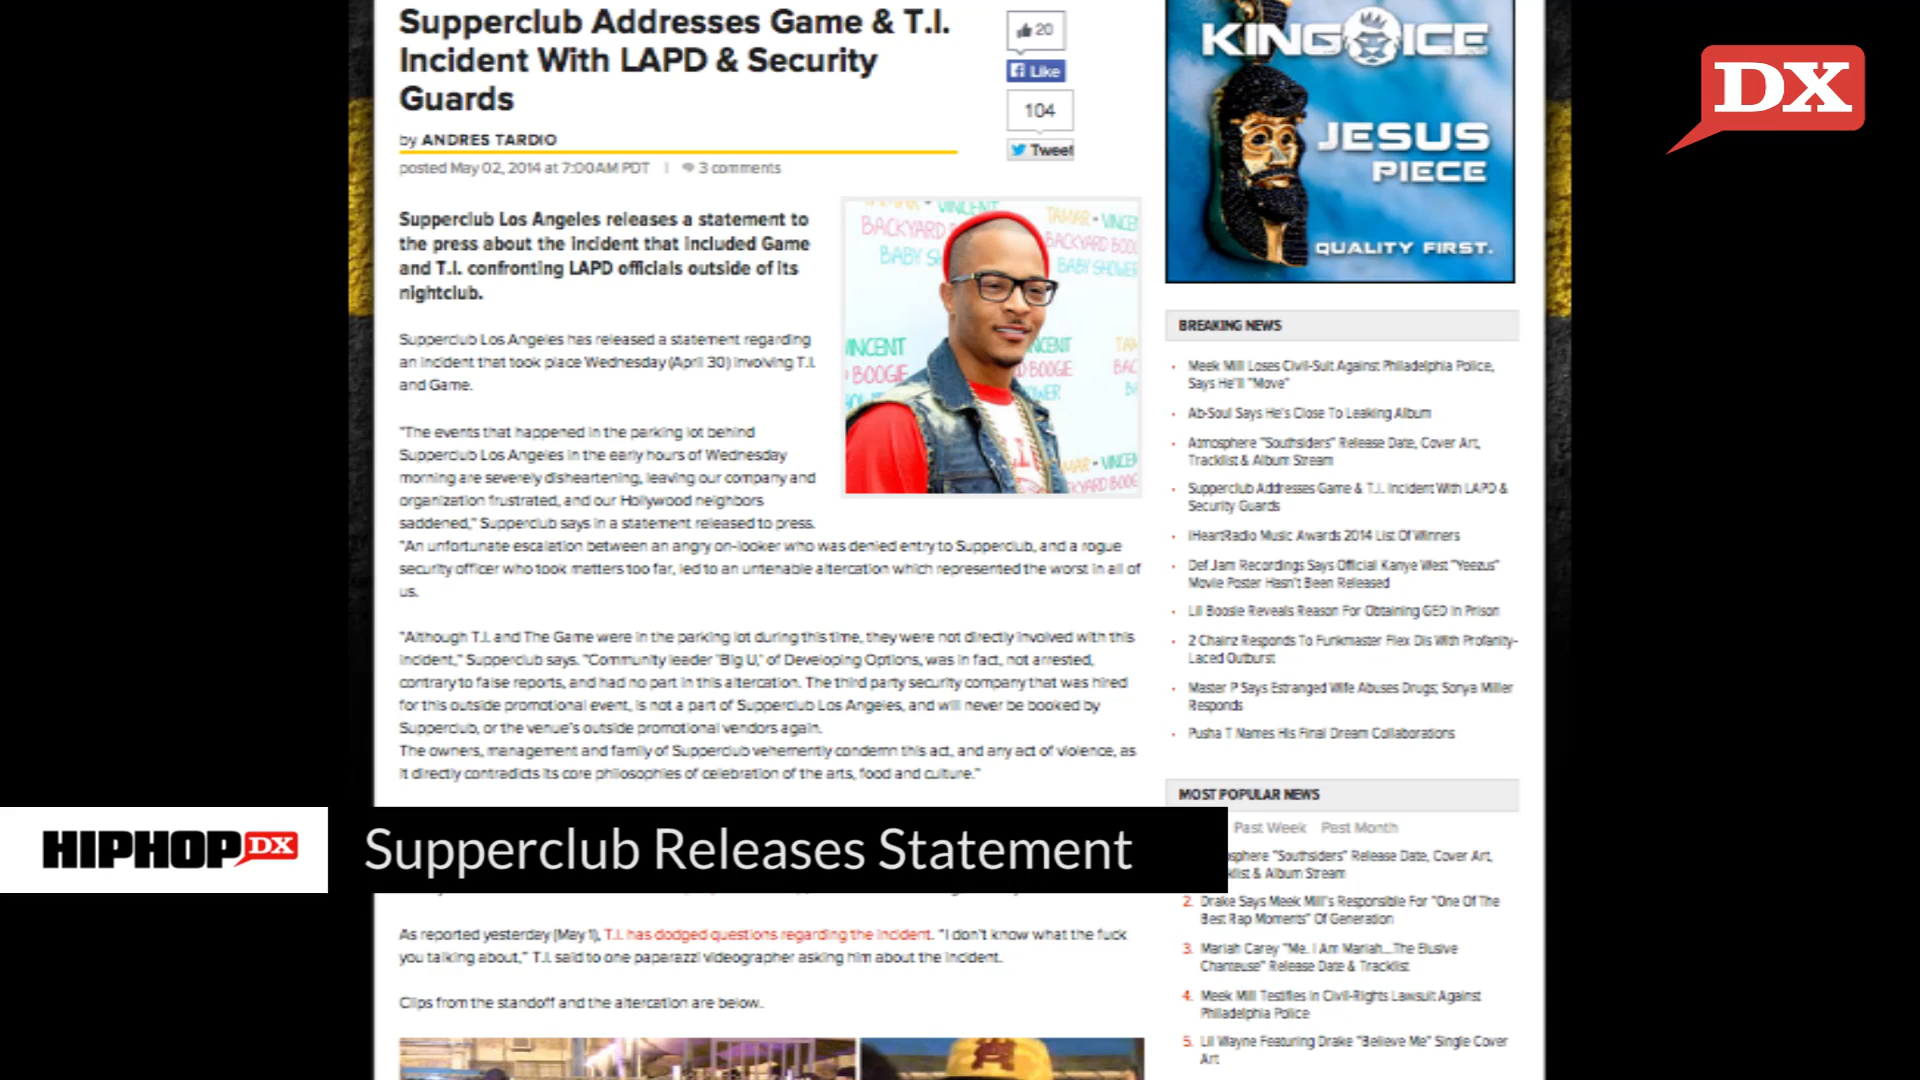 Supperclub Addresses Game & T.I.
Incident With LAPD & Security
Guards
by ANDRES TARDIO
posted May 02, 2014 at 7:00AM PDT | 3 comments
20
Like
104
Tweet
Supperclub Los Angeles releases a statement to
the press about the incident that included Game
and T.I. confronting LAPD officials outside of its
nightclub.
Supperclub Los Angeles has released a statement regarding
an incident that took place Wednesday (April 30) involving T.I.
and Game.
"The events that happened in the parking lot behind
Supperclub Los Angeles in the early hours of Wednesday
morning are severely disheartening, leaving our company and
organization frustrated, and our Hollywood neighbors
saddened," Supperclub says in a statement released to press.
"An unfortunate escalation between an angry on-looker who was denied entry to Supperclub, and a rogue
security officer who took matters too far, led to an untenable altercation which represented the worst in all of
us.
"Although T.I. and The Game were in the parking lot during this time, they were not directly involved with this
incident," Supperclub says. "Community leader 'Big U,' of Developing Options, was in fact, not arrested,
contrary to false reports, and had no part in this altercation. The third party security company that was hired
for this outside promotional event, is not a part of Supperclub Los Angeles, and will never be booked by
Supperclub, or the venue's outside promotional vendors again.
The owners, management and family of Supperclub vehemently condemn this act, and any act of violence, as
it directly contradicts its core philosophies of celebration of the arts, food and culture."
As reported yesterday (May 1), T.I. has dodged questions regarding the incident. "I don't know what the fuck
you talking about," T.I. said to one paparazzi videographer asking him about the incident.
Clips from the standoff and the altercation are below.
TAMAR • VINCENT
BACKYARD BOOGIE
BABY SHOWER
VINCENT
BOOGIE
KING ICE
JESUS
PIECE
QUALITY FIRST.
DX
BREAKING NEWS
Meek Mill Loses Civil-Suit Against Philadelphia Police,
Says He'll "Move"
Ab-Soul Says He's Close To Leaking Album
Atmosphere "Southsiders" Release Date, Cover Art,
Tracklist & Album Stream
Supperclub Addresses Game & T.I. Incident With LAPD &
Security Guards
iHeartRadio Music Awards 2014 List Of Winners
Def Jam Recordings Says Official Kanye West "Yeezus"
Movie Poster Hasn't Been Released
Lil Boosie Reveals Reason For Obtaining GED In Prison
2 Chainz Responds To Funkmaster Flex Dis With Profanity-
Laced Outburst
Master P Says Estranged Wife Abuses Drugs; Sonya Miller
Responds
Pusha T Names His Final Dream Collaborations
MOST POPULAR NEWS
Past Week Past Month
"Southsiders" Release Date, Cover Art,
& Album Stream
2. Drake Says Meek Mill's Responsible For "One Of The
Best Rap Moments" Of Generation
3. Mariah Carey "Me. I Am Mariah...The Elusive
Chanteuse" Release Date & Tracklist
4. Meek Mill Testifies In Civil-Rights Lawsuit Against
Philadelphia Police
5. Lil Wayne Featuring Drake "Believe Me" Single Cover
Art
HIPHOPDX
Supperclub Releases Statement